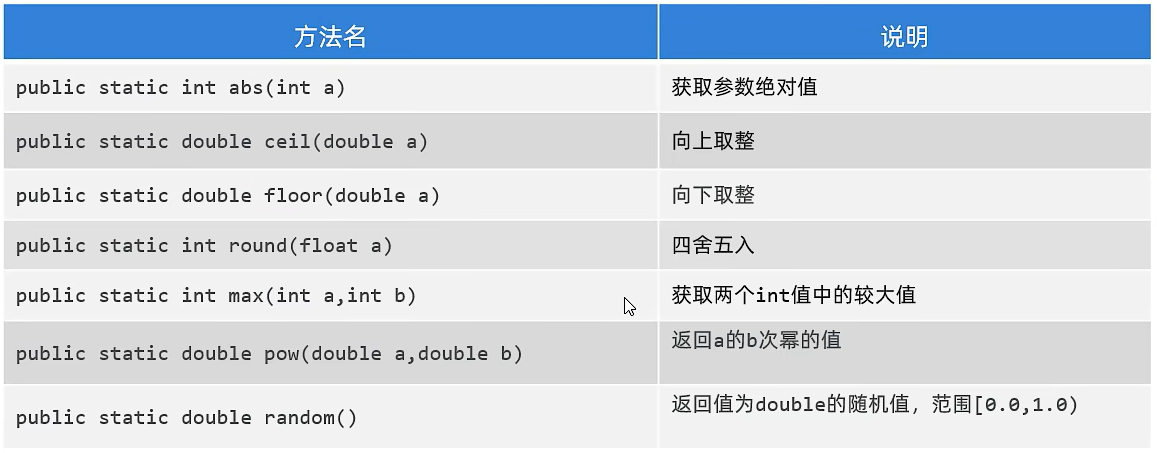 方法名 说明
public static int abs(int a) 获取参数绝对值
public static double ceil(double a) 向上取整
public static double floor(double a) 向下取整
public static int round(float a) 四舍五入
public static int max(int a,int b) 获取两个int值中的较大值
public static double pow(double a,double b) 返回a的b次幂的值
public static double random() 返回值为double的随机值，范围[0.0,1.0)